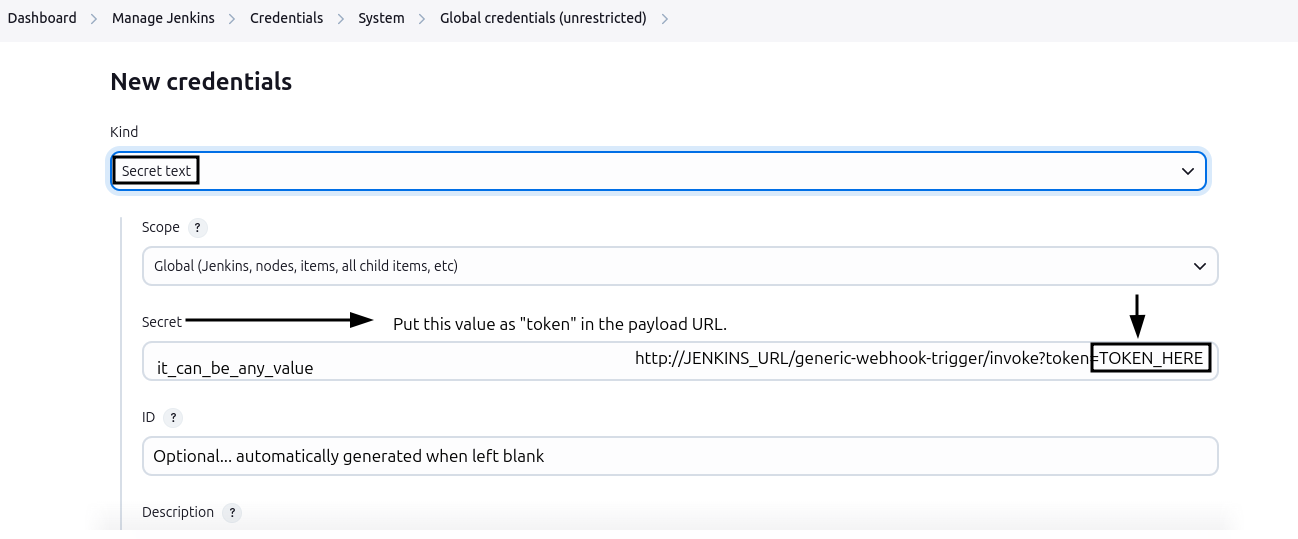 Dashboard > Manage Jenkins > Credentials > System > Global credentials (unrestricted) >
New credentials
Kind
Secret text
Scope ?
Global (Jenkins, nodes, items, all child items, etc)
Secret Put this value as "token" in the payload URL.
http://JENKINS_URL/generic-webhook-trigger/invoke?token=TOKEN_HERE
it_can_be_any_value
ID ?
Optional... automatically generated when left blank
Description ?